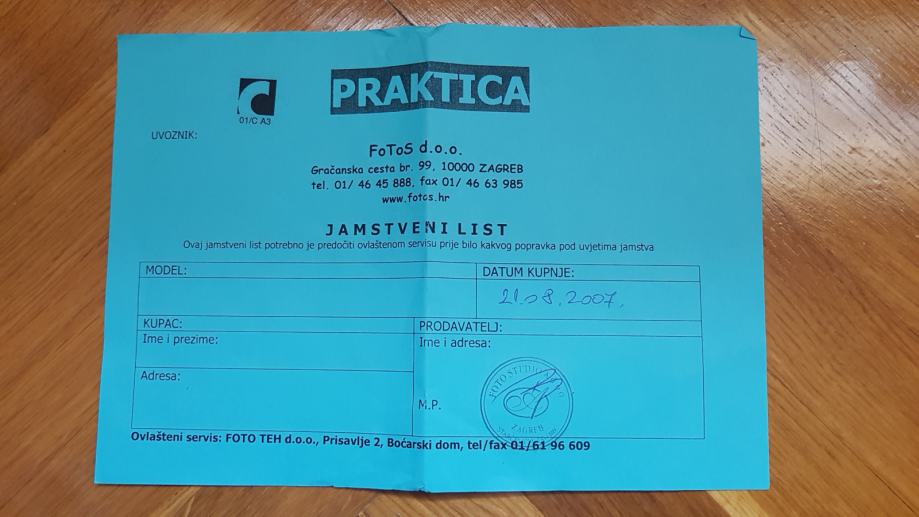 PRAKTICA
01/C A3
UVOZNIK:
FoToS d.o.o.
Gračanska cesta br. 99, 10000 ZAGREB
tel. 01/ 46 45 888, fax 01/ 46 63 985
www.fotos.hr
JAMSTVENI LIST
Ovaj jamstveni list potrebno je predočiti ovlaštenom servisu prije bilo kakvog popravka pod uvjetima jamstva
MODEL:
DATUM KUPNJE:
21.08.2007.
KUPAC:
PRODAVATELJ:
Ime i prezime:
Ime i adresa:
Adresa:
FOTO STUDIO
M.P.
ZAGREB
Ovlašteni servis: FOTO TEH d.o.o., Prisavlje 2, Boćarski dom, tel/fax 01/61 96 609